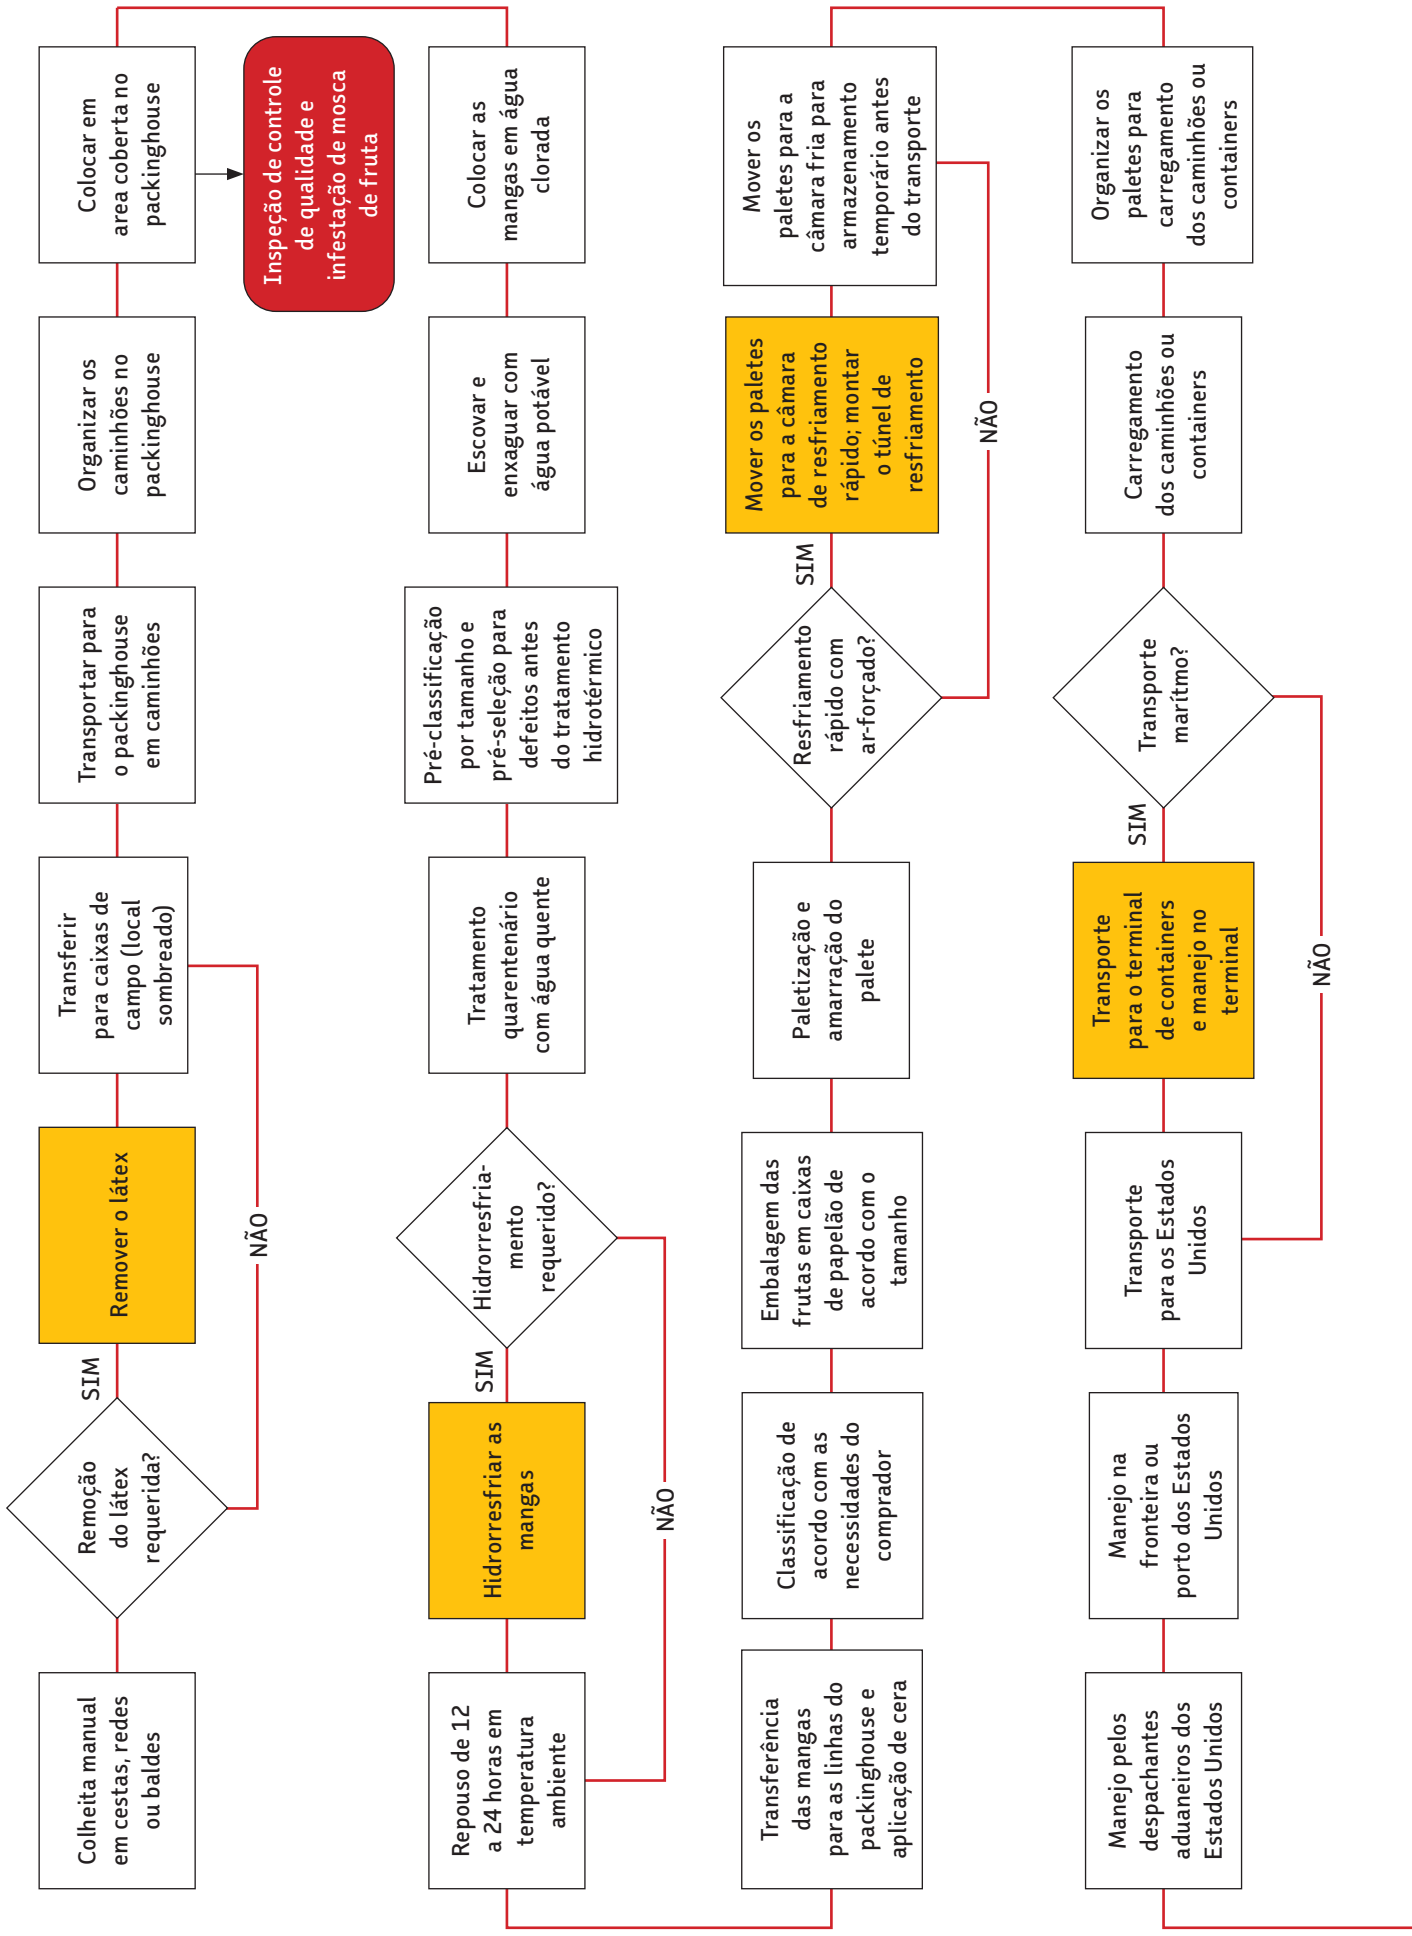 Colheita manual
em cestas, redes
ou baldes
Remoção
do látex
requerida?
SIM
NÃO
Remover o látex
Transferir
para caixas de
campo (local
sombreado)
Transportar para
o packinghouse
em caminhões
Organizar os
caminhões no
packinghouse
Colocar em
area coberta no
packinghouse
Inspeção de controle
de qualidade e
infestação de mosca
de fruta
Colocar as
mangas em água
clorada
Escovar e
enxaguar com
água potável
Pré-classificação
por tamanho e
pré-seleção para
defeitos antes
do tratamento
hidrotérmico
Tratamento
quarentenário
com água quente
Hidrorresfria-
mento
requerido?
SIM
NÃO
Hidrorresfriar as
mangas
Repouso de 12
a 24 horas em
temperatura
ambiente
Transferência
das mangas
para as linhas do
packinghouse e
aplicação de cera
Classificação de
acordo com as
necessidades do
comprador
Embalagem das
frutas em caixas
de papelão de
acordo com o
tamanho
Paletização e
amarração do
palete
Resfriamento
rápido com
ar-forçado?
SIM
NÃO
Mover os paletes
para a câmara
de resfriamento
rápido; montar
o túnel de
resfriamento
Mover os
paletes para a
câmara fria para
armazenamento
temporário antes
do transporte
Organizar os
paletes para
carregamento
dos caminhões ou
containers
Carregamento
dos caminhões ou
containers
Transporte
marítmo?
SIM
NÃO
Transporte
para o terminal
de containers
e manejo no
terminal
Transporte
para os Estados
Unidos
Manejo na
fronteira ou
porto dos Estados
Unidos
Manejo pelos
despachantes
aduaneiros dos
Estados Unidos